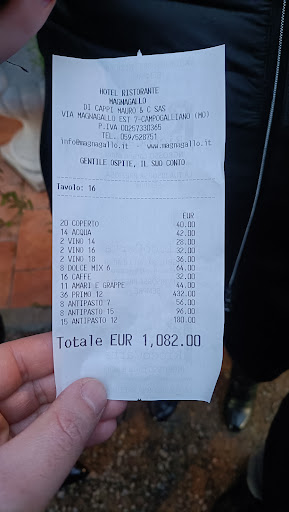 HOTEL RISTORANTE
MAGNAGALLO
DI CAPPI MAURO & C SAS
VIA MAGNAGALLO EST 7-CAMPOGALLIANO (MO)
P.IVA 00257330365
TEL. 059/528751
info@magnagallo.it - www.magnagallo.it
GENTILE OSPITE, IL SUO CONTO
Tavolo: 16
EUR
20 COPERTO 40.00
14 ACQUA 42.00
2 VINO 14 28.00
2 VINO 16 32.00
2 VINO 18 36.00
8 DOLCE MIX 6 64.00
16 CAFFE 32.00
11 AMARI E GRAPPE 44.00
36 PRIMO 12 432.00
8 ANTIPASTO 7 56.00
8 ANTIPASTO 15 96.00
15 ANTIPASTO 12 180.00
Totale EUR 1,082.00